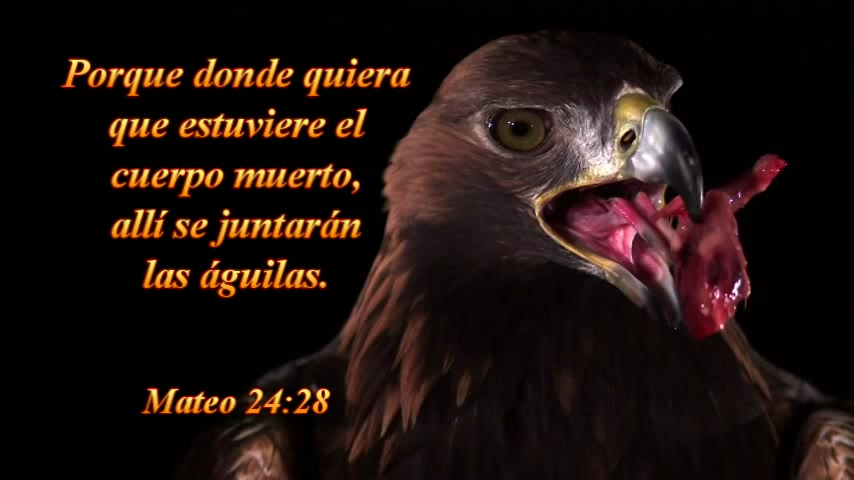 Porque donde quiera
que estuviere el
cuerpo muerto,
allí se juntarán
las águilas.
Mateo 24:28